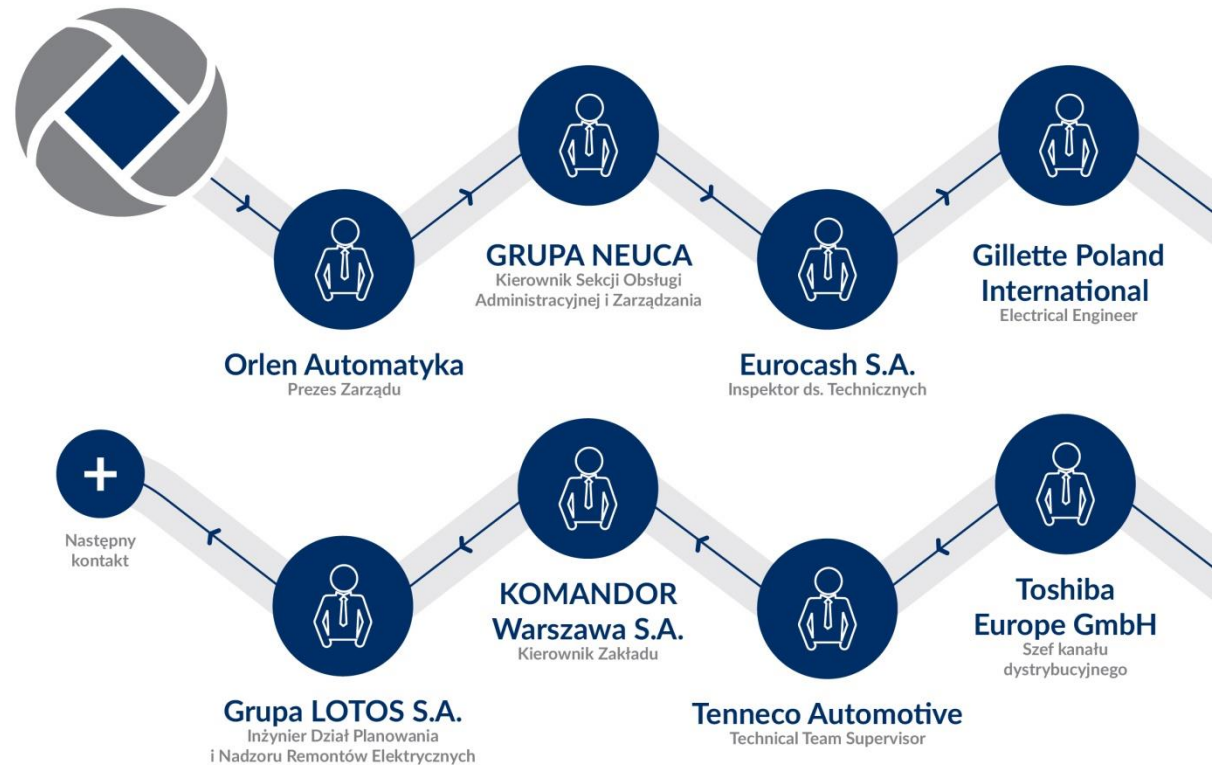 GRUPA NEUCA
Kierownik Sekcji Obsługi
Administracyjnej i Zarządzania
Gillette Poland
International
Electrical Engineer
Orlen Automatyka
Prezes Zarządu
Eurocash S.A.
Inspektor ds. Technicznych
+
Następny
kontakt
KOMANDOR
Warszawa S.A.
Kierownik Zakładu
Toshiba
Europe GmbH
Szef kanału
dystrybucyjnego
Grupa LOTOS S.A.
Inżynier Dział Planowania
i Nadzoru Remontów Elektrycznych
Tenneco Automotive
Technical Team Supervisor